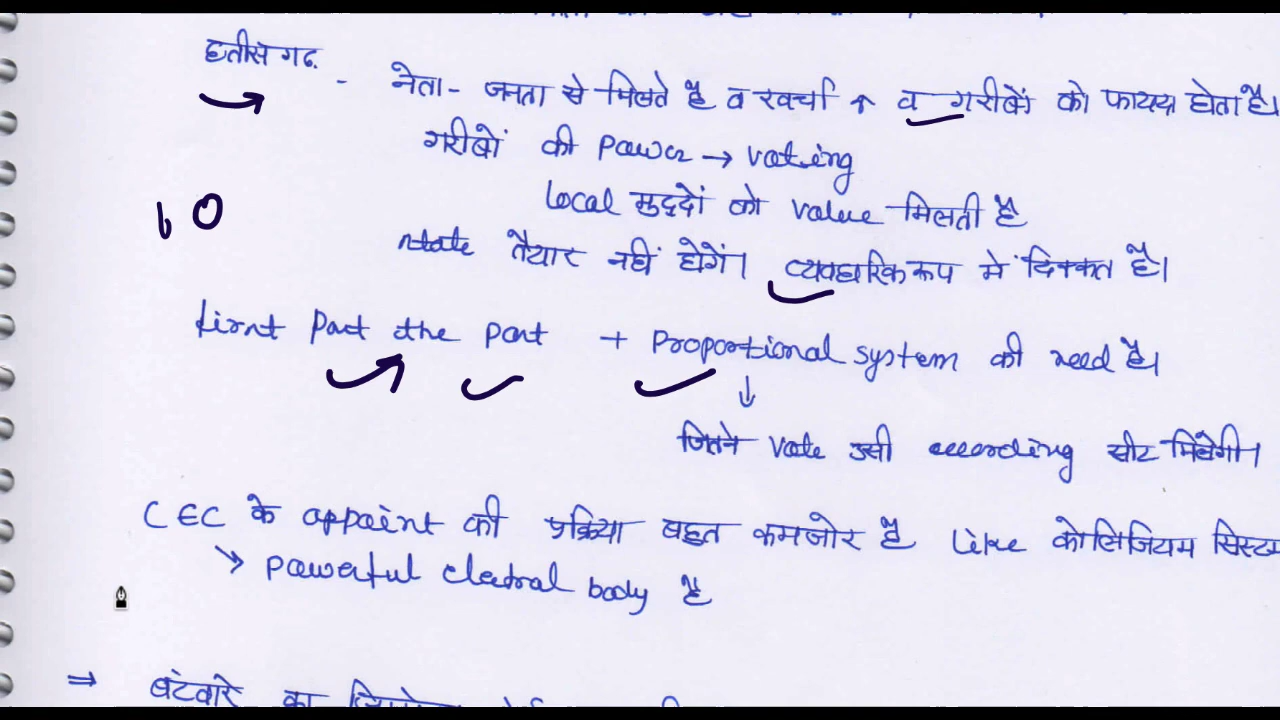 छत्तीसगढ़ -
नेता - जनता से मिलते है व खर्चा ↑ व गरीबों को फायदा होता है।
गरीबों की Power → voting
local मुद्दों को value मिलती है
state तैयार नहीं होगें। व्यवहारिक रूप में दिक्कत है।
first Past the Post + Proportional system की need है।
↓
जितने vote उसी according सीट मिलेगी।
CEC के appoint की प्रक्रिया बहुत कमजोर है like कोलिजियम सिस्टम
↘ powerful electoral body है
⇒ बंटवारे का
10